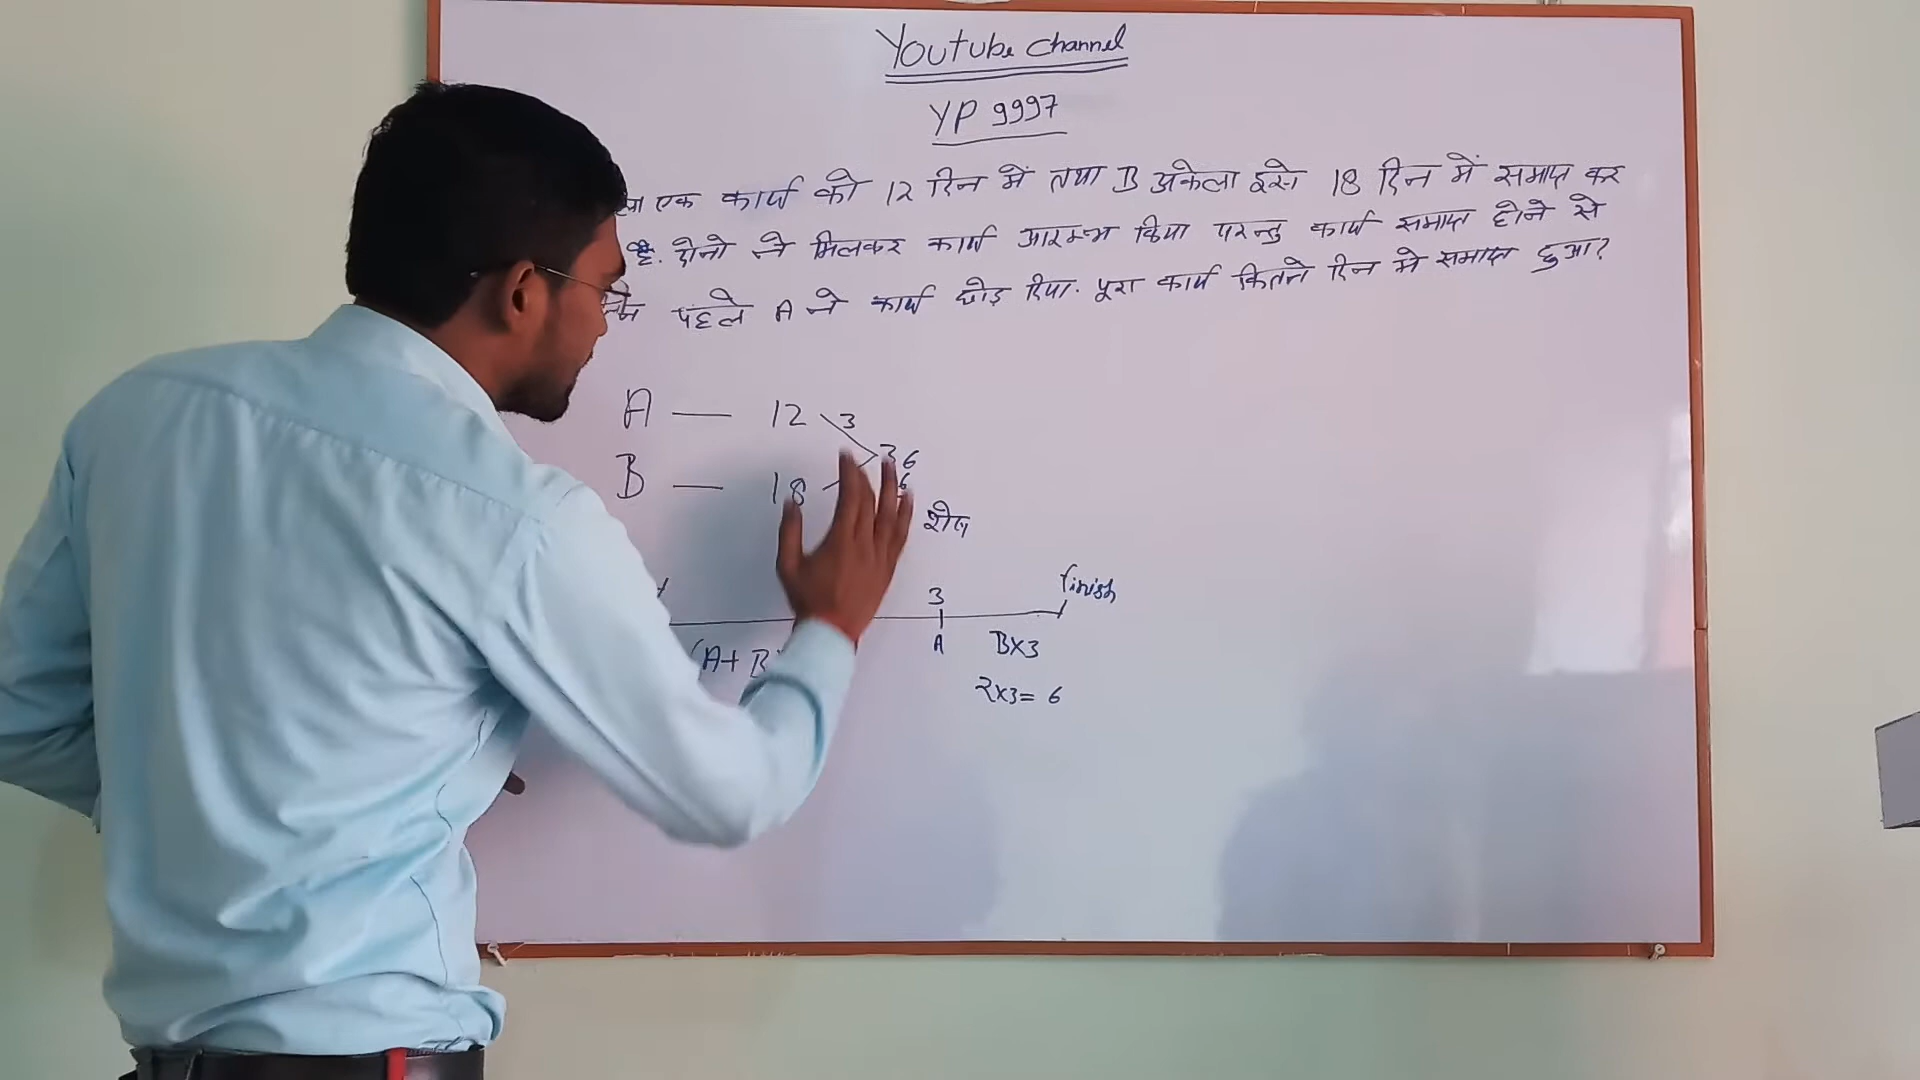 Youtube channel
YP 9997
एक कार्य को 12 दिन में तथा B अकेला इसे 18 दिन में समाप्त कर
है. दोनो ने मिलकर कार्य आरम्भ किया परन्तु कार्य समाप्त होने से
पहले A ने कार्य छोड़ दिया. पूरा कार्य कितने दिन मे समाप्त हुआ?
A — 12 3
36
B — 18
6
शेष
3 finish
A B×3
(A+B)
2×3= 6